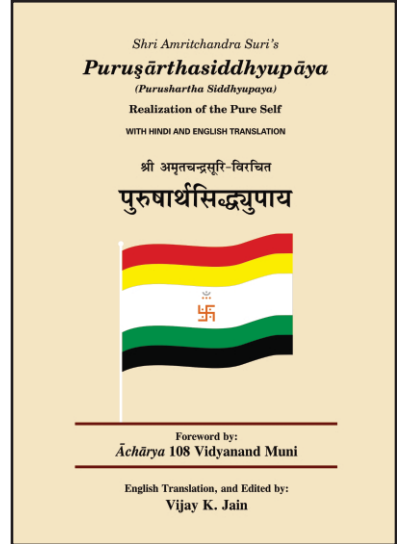 Shri Amritchandra Suri's
Puruṣārthasiddhyupāya
(Purushartha Siddhyupaya)
Realization of the Pure Self
WITH HINDI AND ENGLISH TRANSLATION
श्री अमृतचन्द्रसूरि-विरचित
पुरुषार्थसिद्ध्युपाय
Foreword by:
Āchārya 108 Vidyanand Muni
English Translation, and Edited by:
Vijay K. Jain